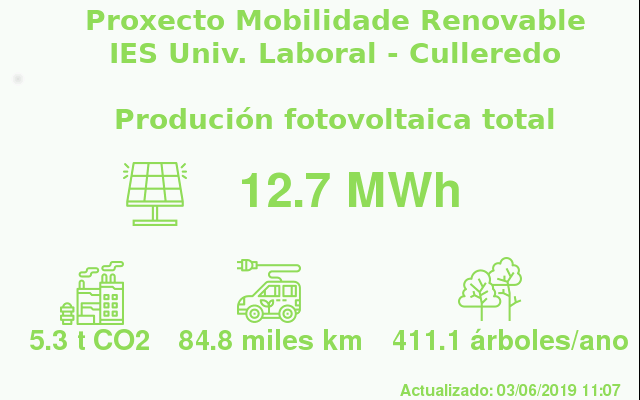 Proxecto Mobilidade Renovable
IES Univ. Laboral - Culleredo
Produción fotovoltaica total
12.7 MWh
5.3 t CO2
84.8 miles km
411.1 árboles/ano
Actualizado: 03/06/2019 11:07